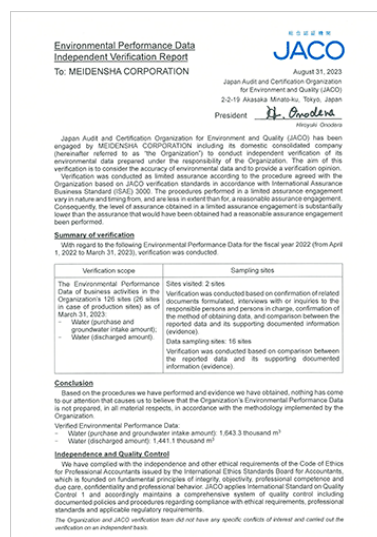 総合認証機関
JACO
Environmental Performance Data
Independent Verification Report
To: MEIDENSHA CORPORATION
August 31, 2023
Japan Audit and Certification Organization
for Environment and Quality (JACO)
2-2-19 Akasaka Minato-ku, Tokyo, Japan
President H. Onodera
Hiroyuki Onodera
Japan Audit and Certification Organization for Environment and Quality (JACO) has been
engaged by MEIDENSHA CORPORATION including its domestic consolidated company
(hereinafter referred to as "the Organization") to conduct independent verification of its
environmental data prepared under the responsibility of the Organization. The aim of this
verification is to consider the accuracy of environmental data and to provide a verification opinion.
Verification was conducted as limited assurance according to the procedure agreed with the
Organization based on JACO verification standards in accordance with International Assurance
Business Standard (ISAE) 3000. The procedures performed in a limited assurance engagement
vary in nature and timing from, and are less in extent than for, a reasonable assurance engagement.
Consequently, the level of assurance obtained in a limited assurance engagement is substantially
lower than the assurance that would have been obtained had a reasonable assurance engagement
been performed.
Summary of verification
With regard to the following Environmental Performance Data for the fiscal year 2022 (from April
1, 2022 to March 31, 2023), verification was conducted.
Verification scope
Sampling sites
The Environmental Performance
Data of business activities in the
Organization's 126 sites (26 sites
in case of production sites) as of
March 31, 2023:
- Water (purchase and
groundwater intake amount);
- Water (discharged amount).
Sites visited: 2 sites
Verification was conducted based on confirmation of related
documents formulated, interviews with or inquiries to the
responsible persons and persons in charge, confirmation of
the method of obtaining data, and comparison between the
reported data and its supporting documented information
(evidence).
Data sampling sites: 16 sites
Verification was conducted based on comparison between
the reported data and its supporting documented
information (evidence).
Conclusion
Based on the procedures we have performed and evidence we have obtained, nothing has come
to our attention that causes us to believe that the Organization's Environmental Performance Data
is not prepared, in all material respects, in accordance with the methodology implemented by the
Organization.
Verified Environmental Performance Data:
- Water (purchase and groundwater intake amount): 1,643.3 thousand m³
- Water (discharged amount): 1,441.1 thousand m³
Independence and Quality Control
We have complied with the independence and other ethical requirements of the Code of Ethics
for Professional Accountants issued by the International Ethics Standards Board for Accountants,
which is founded on fundamental principles of integrity, objectivity, professional competence and
due care, confidentiality and professional behavior. JACO applies International Standard on Quality
Control 1 and accordingly maintains a comprehensive system of quality control including
documented policies and procedures regarding compliance with ethical requirements, professional
standards and applicable regulatory requirements.
The Organization and JACO verification team did not have any specific conflicts of interest and carried out the
verification on an independent basis.